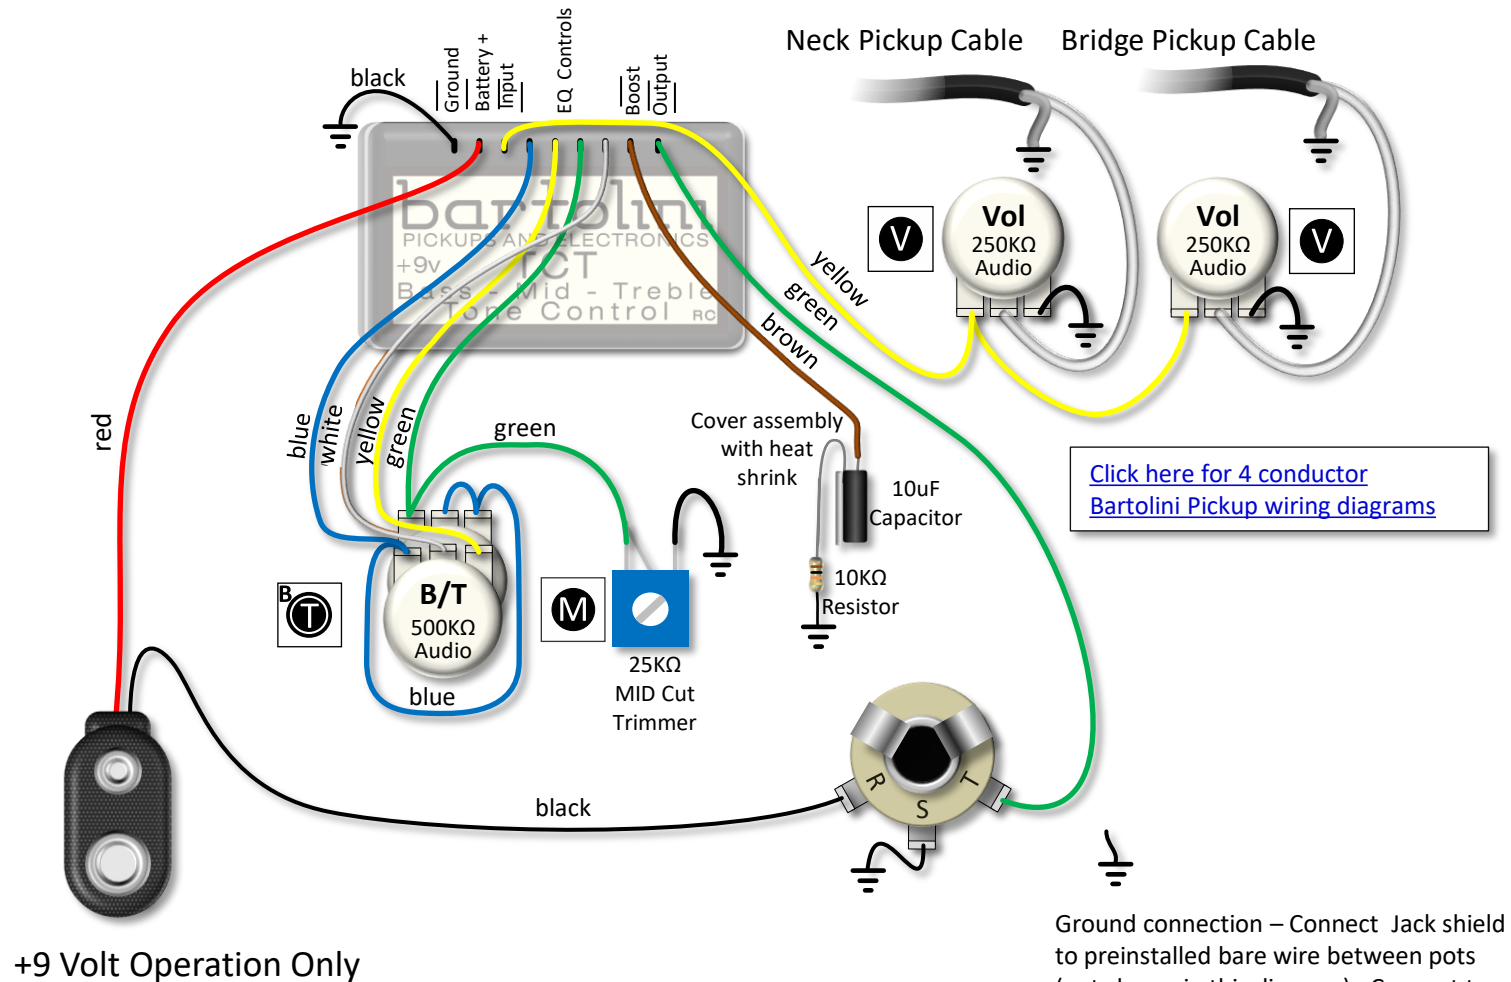 Neck Pickup Cable
Bridge Pickup Cable
black
Ground
Battery +
Input
EQ Controls
Boost
Output
bartolini
PICKUPS AND ELECTRONICS
+9v
TCT
Bass - Mid - Treble
Tone Control
RC
V
Vol
250KΩ
Audio
Vol
250KΩ
Audio
V
yellow
green
brown
red
blue
white
yellow
green
green
Cover assembly
with heat
shrink
10uF
Capacitor
10KΩ
Resistor
Click here for 4 conductor
Bartolini Pickup wiring diagrams
B
T
B/T
500KΩ
Audio
blue
M
25KΩ
MID Cut
Trimmer
R
S
T
black
+9 Volt Operation Only
Ground connection – Connect Jack shield
to preinstalled bare wire between pots